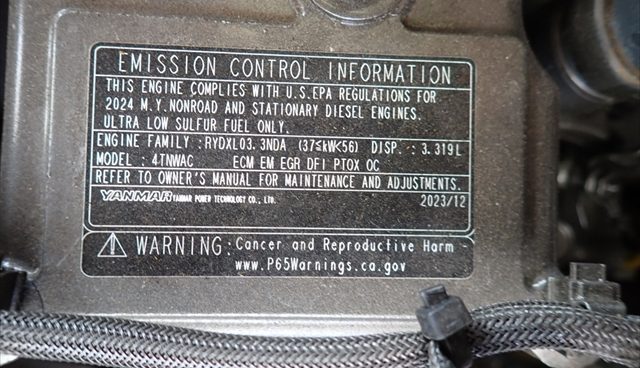 EMISSION CONTROL INFORMATION
THIS ENGINE COMPLIES WITH U.S.EPA REGULATIONS FOR
2024 M.Y.NONROAD AND STATIONARY DIESEL ENGINES.
ULTRA LOW SULFUR FUEL ONLY.
ENGINE FAMILY : RYDXL03.3NDA (37≤kW<56) DISP. : 3.319L
MODEL : 4TNWAC ECM EM EGR DFI PTOX OC
REFER TO OWNER'S MANUAL FOR MAINTENANCE AND ADJUSTMENTS.
YANMAR YANMAR POWER TECHNOLOGY CO., LTD. 2023/12
WARNING: Cancer and Reproductive Harm
www.P65Warnings.ca.gov